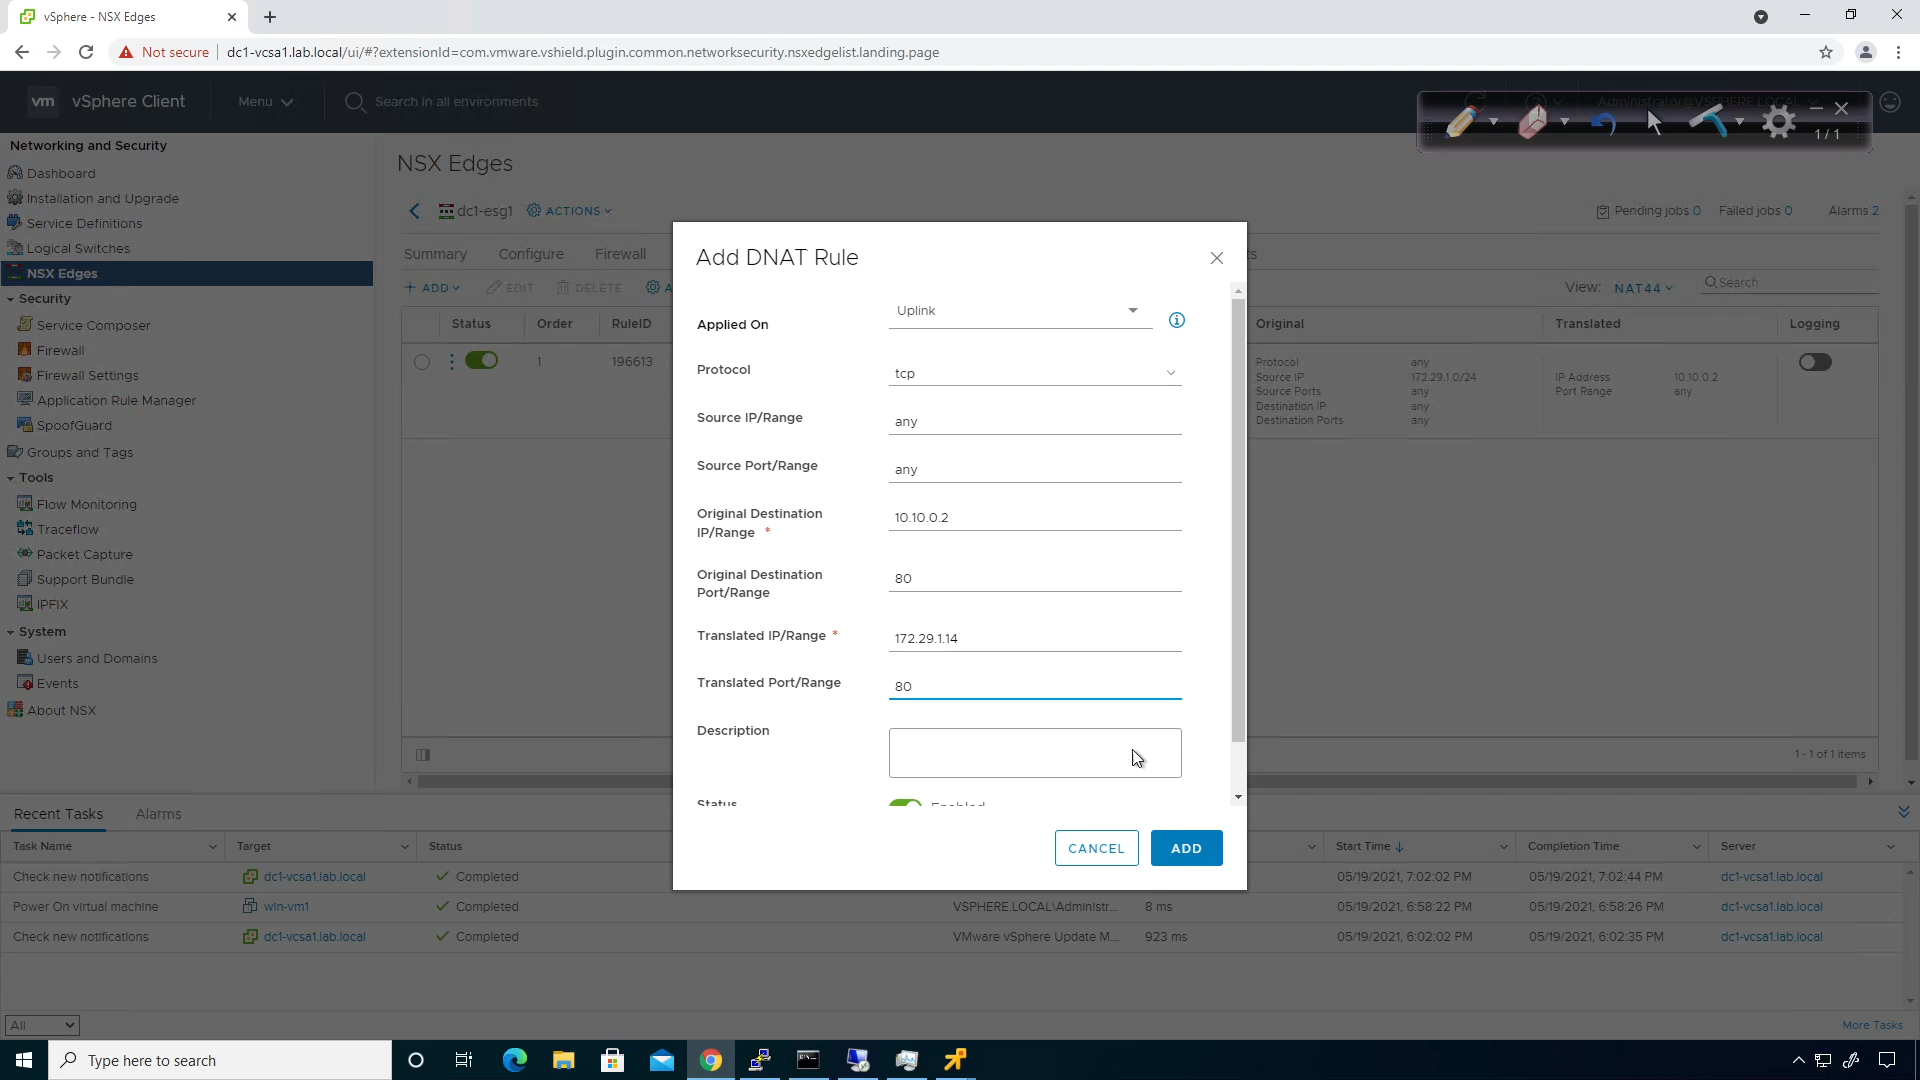 vSphere - NSX Edges
Not secure
dc1-vcsa1.lab.local/ui/#?extensionId=com.vmware.vshield.plugin.common.networksecurity.nsxedgelist.landing.page
vm vSphere Client
Menu
Search in all environments
Administrator@VSPHERE.LOCAL
1 / 1
Networking and Security
Dashboard
Installation and Upgrade
Service Definitions
Logical Switches
NSX Edges
Security
Service Composer
Firewall
Firewall Settings
Application Rule Manager
SpoofGuard
Groups and Tags
Tools
Flow Monitoring
Traceflow
Packet Capture
Support Bundle
IPFIX
System
Users and Domains
Events
About NSX
NSX Edges
dc1-esg1
ACTIONS
Pending jobs 0
Failed jobs 0
Alarms 2
Summary
Configure
Firewall
ADD
EDIT
DELETE
View: NAT44
Search
Status
Order
RuleID
Original
Translated
Logging
1
196613
Protocol any
Source IP 172.29.1.0/24
Source Ports any
Destination IP any
Destination Ports any
IP Address 10.10.0.2
Port Range any
1 - 1 of 1 items
Add DNAT Rule
Applied On
Uplink
Protocol
tcp
Source IP/Range
any
Source Port/Range
any
Original Destination
IP/Range *
10.10.0.2
Original Destination
Port/Range
80
Translated IP/Range *
172.29.1.14
Translated Port/Range
80
Description
Status
Enabled
CANCEL
ADD
Recent Tasks
Alarms
Task Name
Target
Status
Start Time
Completion Time
Server
Check new notifications
dc1-vcsa1.lab.local
Completed
05/19/2021, 7:02:02 PM
05/19/2021, 7:02:44 PM
dc1-vcsa1.lab.local
Power On virtual machine
win-vm1
Completed
VSPHERE.LOCAL\Administr...
8 ms
05/19/2021, 6:58:22 PM
05/19/2021, 6:58:26 PM
dc1-vcsa1.lab.local
Check new notifications
dc1-vcsa1.lab.local
Completed
VMware vSphere Update M...
923 ms
05/19/2021, 6:02:02 PM
05/19/2021, 6:02:35 PM
dc1-vcsa1.lab.local
All
More Tasks
Type here to search